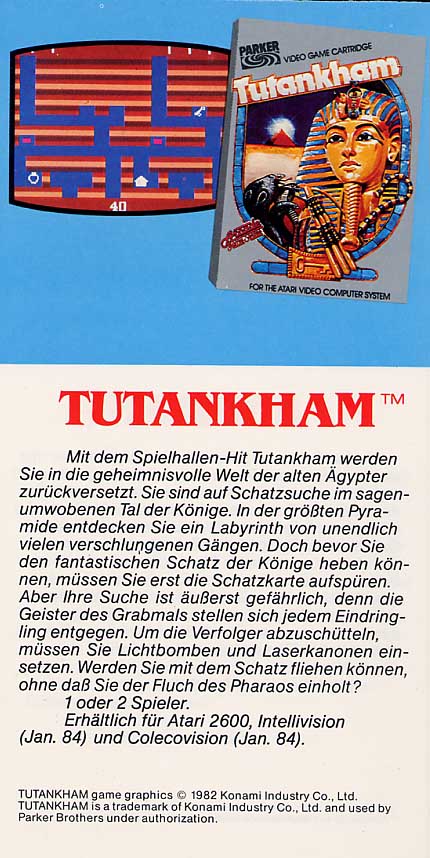 40
PARKER
VIDEO GAME CARTRIDGE
Tutankham
FOR THE ATARI VIDEO COMPUTER SYSTEM
TUTANKHAM™
Mit dem Spielhallen-Hit Tutankham werden
Sie in die geheimnisvolle Welt der alten Ägypter
zurückversetzt. Sie sind auf Schatzsuche im sagen-
umwobenen Tal der Könige. In der größten Pyra-
mide entdecken Sie ein Labyrinth von unendlich
vielen verschlungenen Gängen. Doch bevor Sie
den fantastischen Schatz der Könige heben kön-
nen, müssen Sie erst die Schatzkarte aufspüren.
Aber Ihre Suche ist äußerst gefährlich, denn die
Geister des Grabmals stellen sich jedem Eindring-
ling entgegen. Um die Verfolger abzuschütteln,
müssen Sie Lichtbomben und Laserkanonen ein-
setzen. Werden Sie mit dem Schatz fliehen können,
ohne daß Sie der Fluch des Pharaos einholt?
1 oder 2 Spieler.
Erhältlich für Atari 2600, Intellivision
(Jan. 84) und Colecovision (Jan. 84).
TUTANKHAM game graphics © 1982 Konami Industry Co., Ltd.
TUTANKHAM is a trademark of Konami Industry Co., Ltd. and used by
Parker Brothers under authorization.